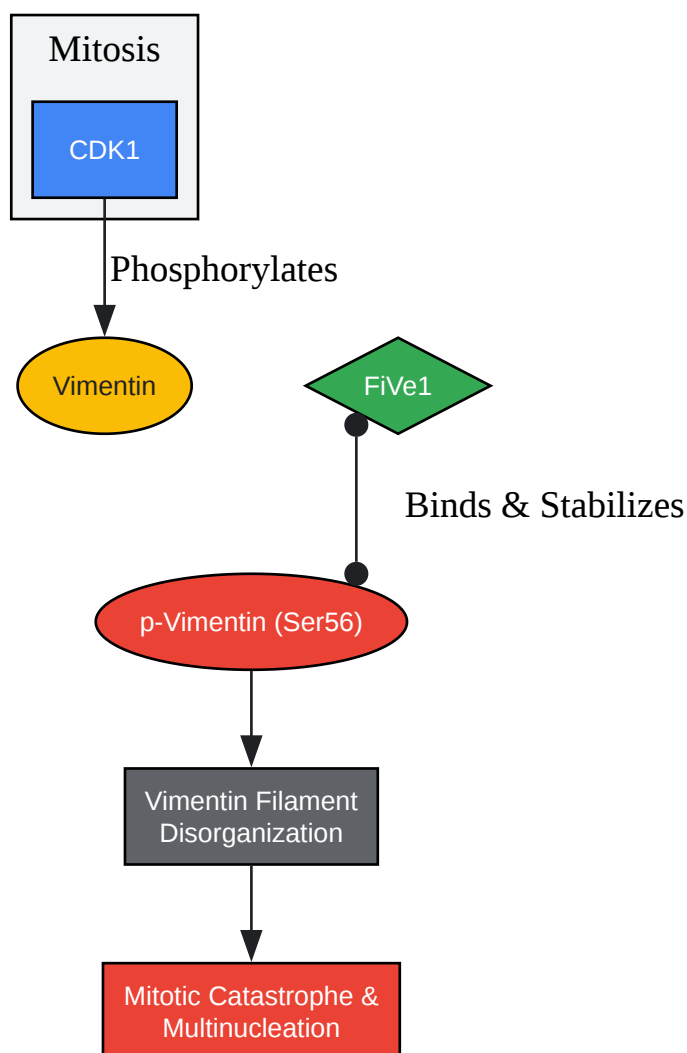 Mitosis
CDK1
Phosphorylates
Vimentin
FiVe1
Binds & Stabilizes
p-Vimentin (Ser56)
Vimentin Filament
Disorganization
Mitotic Catastrophe &
Multinucleation